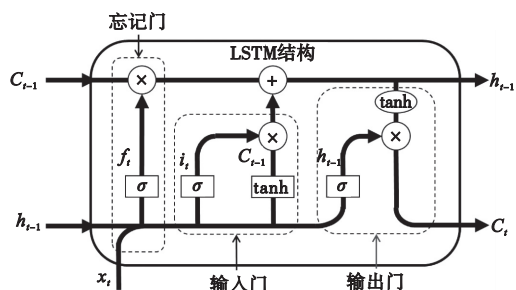 忘记门
LSTM结构
C_{t-1}
×
+
h_{t-1}
tanh
×
×
f_t
i_t
C_{t-1}
h_{t-1}
σ
σ
tanh
σ
h_{t-1}
C_t
x_t
输入门
输出门